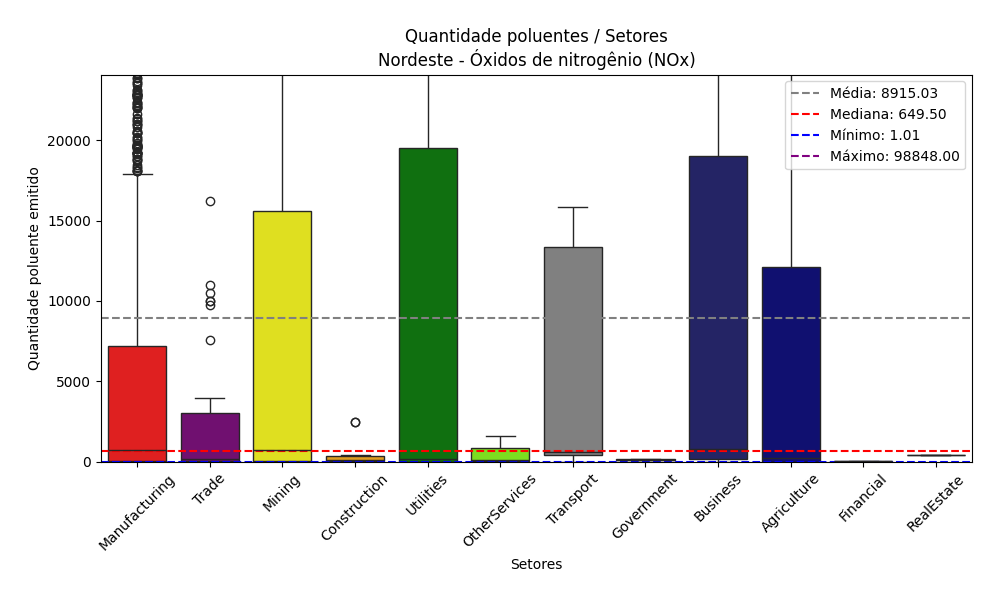 Quantidade poluentes / Setores
Nordeste - Óxidos de nitrogênio (NOx)
Média: 8915.03
Mediana: 649.50
Mínimo: 1.01
Máximo: 98848.00
Quantidade poluente emitido
20000
15000
10000
5000
0
Manufacturing
Trade
Mining
Construction
Utilities
OtherServices
Transport
Government
Business
Agriculture
Financial
RealEstate
Setores